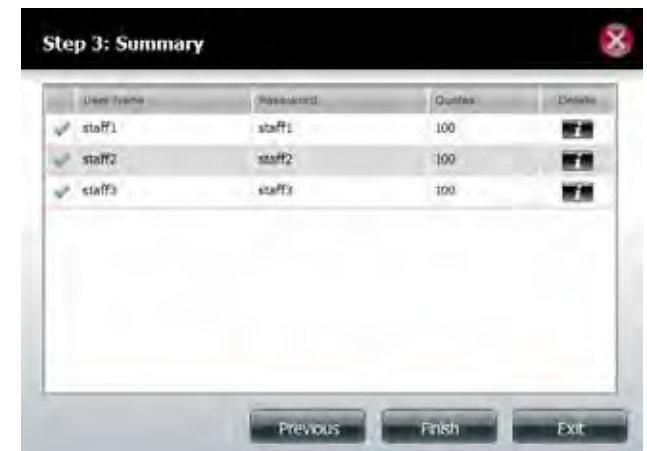 Step 3: Summary
User Name Password Quotas Details
staff1 staff1 100
staff2 staff2 100
staff3 staff3 100
Previous Finish Exit